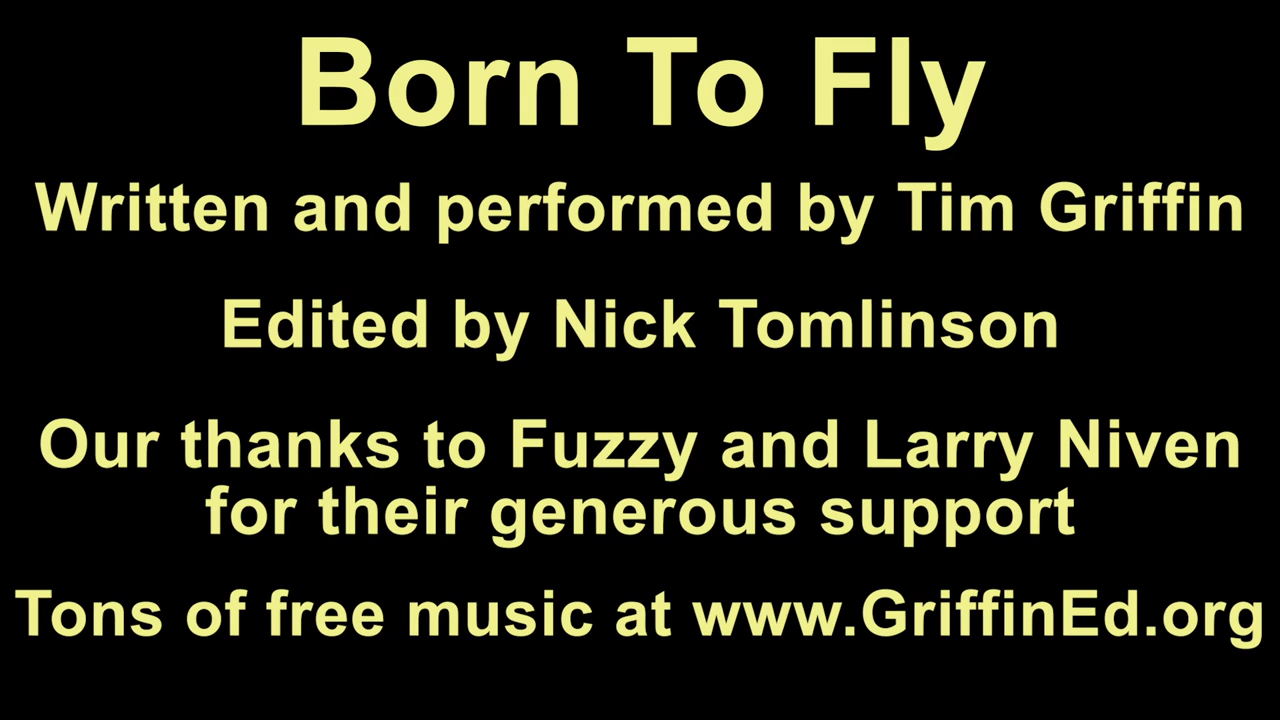 Born To Fly
Written and performed by Tim Griffin
Edited by Nick Tomlinson
Our thanks to Fuzzy and Larry Niven
for their generous support
Tons of free music at www.GriffinEd.org